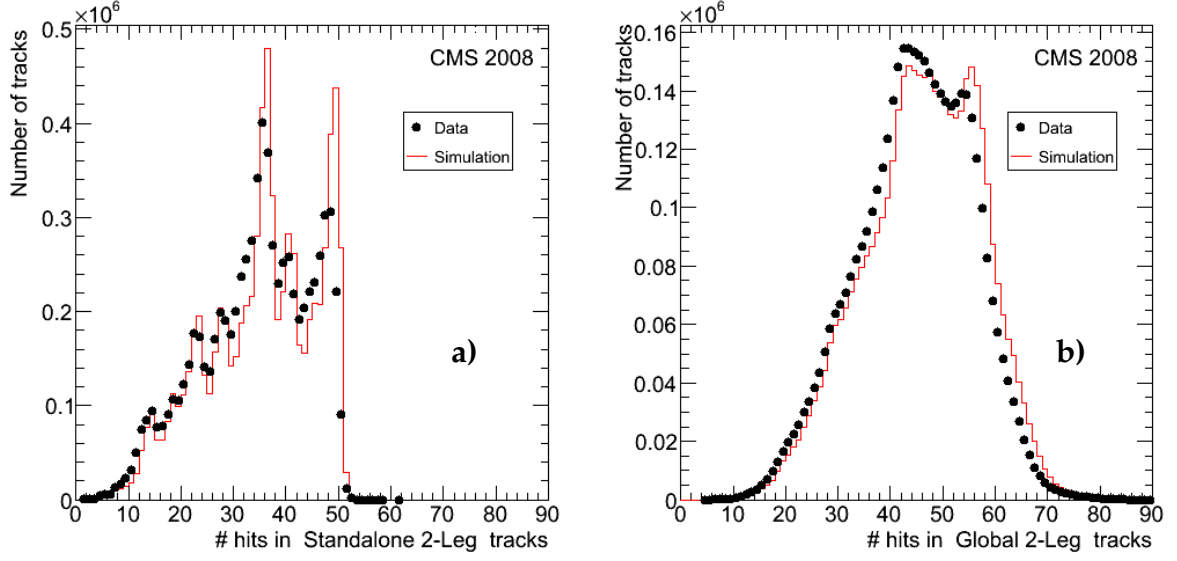 ×10⁶
0.5
0.4
0.3
0.2
0.1
0
0 10 20 30 40 50 60 70 80 90
Number of tracks
# hits in Standalone 2-Leg tracks
CMS 2008
Data
Simulation
a)
×10⁶
0.16
0.14
0.12
0.1
0.08
0.06
0.04
0.02
0
0 10 20 30 40 50 60 70 80 90
Number of tracks
# hits in Global 2-Leg tracks
CMS 2008
Data
Simulation
b)